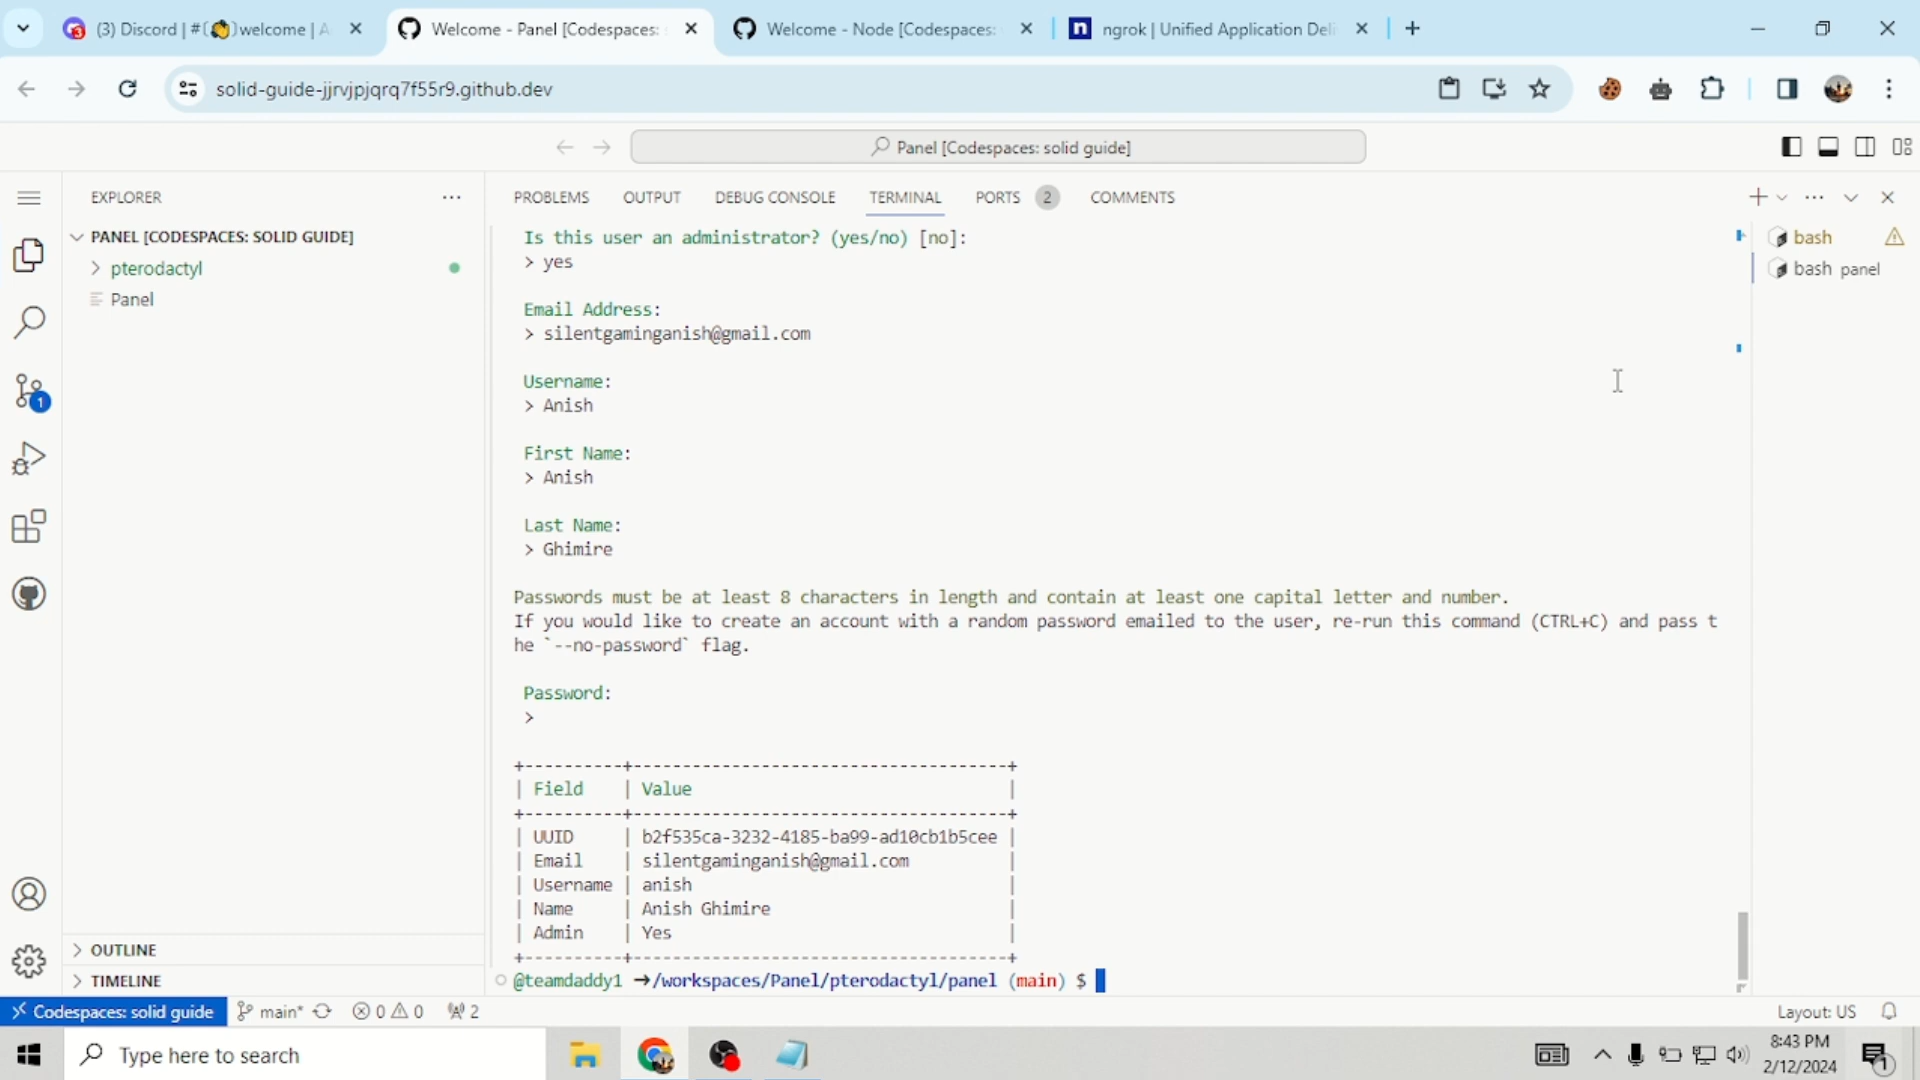 (3) Discord | #(👏)welcome | A
Welcome - Panel [Codespaces:
Welcome - Node [Codespaces:
ngrok | Unified Application Deli
solid-guide-jjrvjpjqrq7f55r9.github.dev
Panel [Codespaces: solid guide]
EXPLORER
PROBLEMS OUTPUT DEBUG CONSOLE TERMINAL PORTS 2 COMMENTS
PANEL [CODESPACES: SOLID GUIDE]
pterodactyl
Panel
1
bash
bash panel
Is this user an administrator? (yes/no) [no]:
> yes
Email Address:
> silentgaminganish@gmail.com
Username:
> Anish
First Name:
> Anish
Last Name:
> Ghimire
Passwords must be at least 8 characters in length and contain at least one capital letter and number.
If you would like to create an account with a random password emailed to the user, re-run this command (CTRL+C) and pass t
he `--no-password` flag.
Password:
>
+----------+--------------------------------------+
| Field | Value |
+----------+--------------------------------------+
| UUID | b2f535ca-3232-4185-ba99-ad10cb1b5cee |
| Email | silentgaminganish@gmail.com |
| Username | anish |
| Name | Anish Ghimire |
| Admin | Yes |
+----------+--------------------------------------+
@teamdaddy1 →/workspaces/Panel/pterodactyl/panel (main) $
OUTLINE
TIMELINE
Codespaces: solid guide main* 0 0 2
Layout: US
Type here to search
8:43 PM
2/12/2024
1